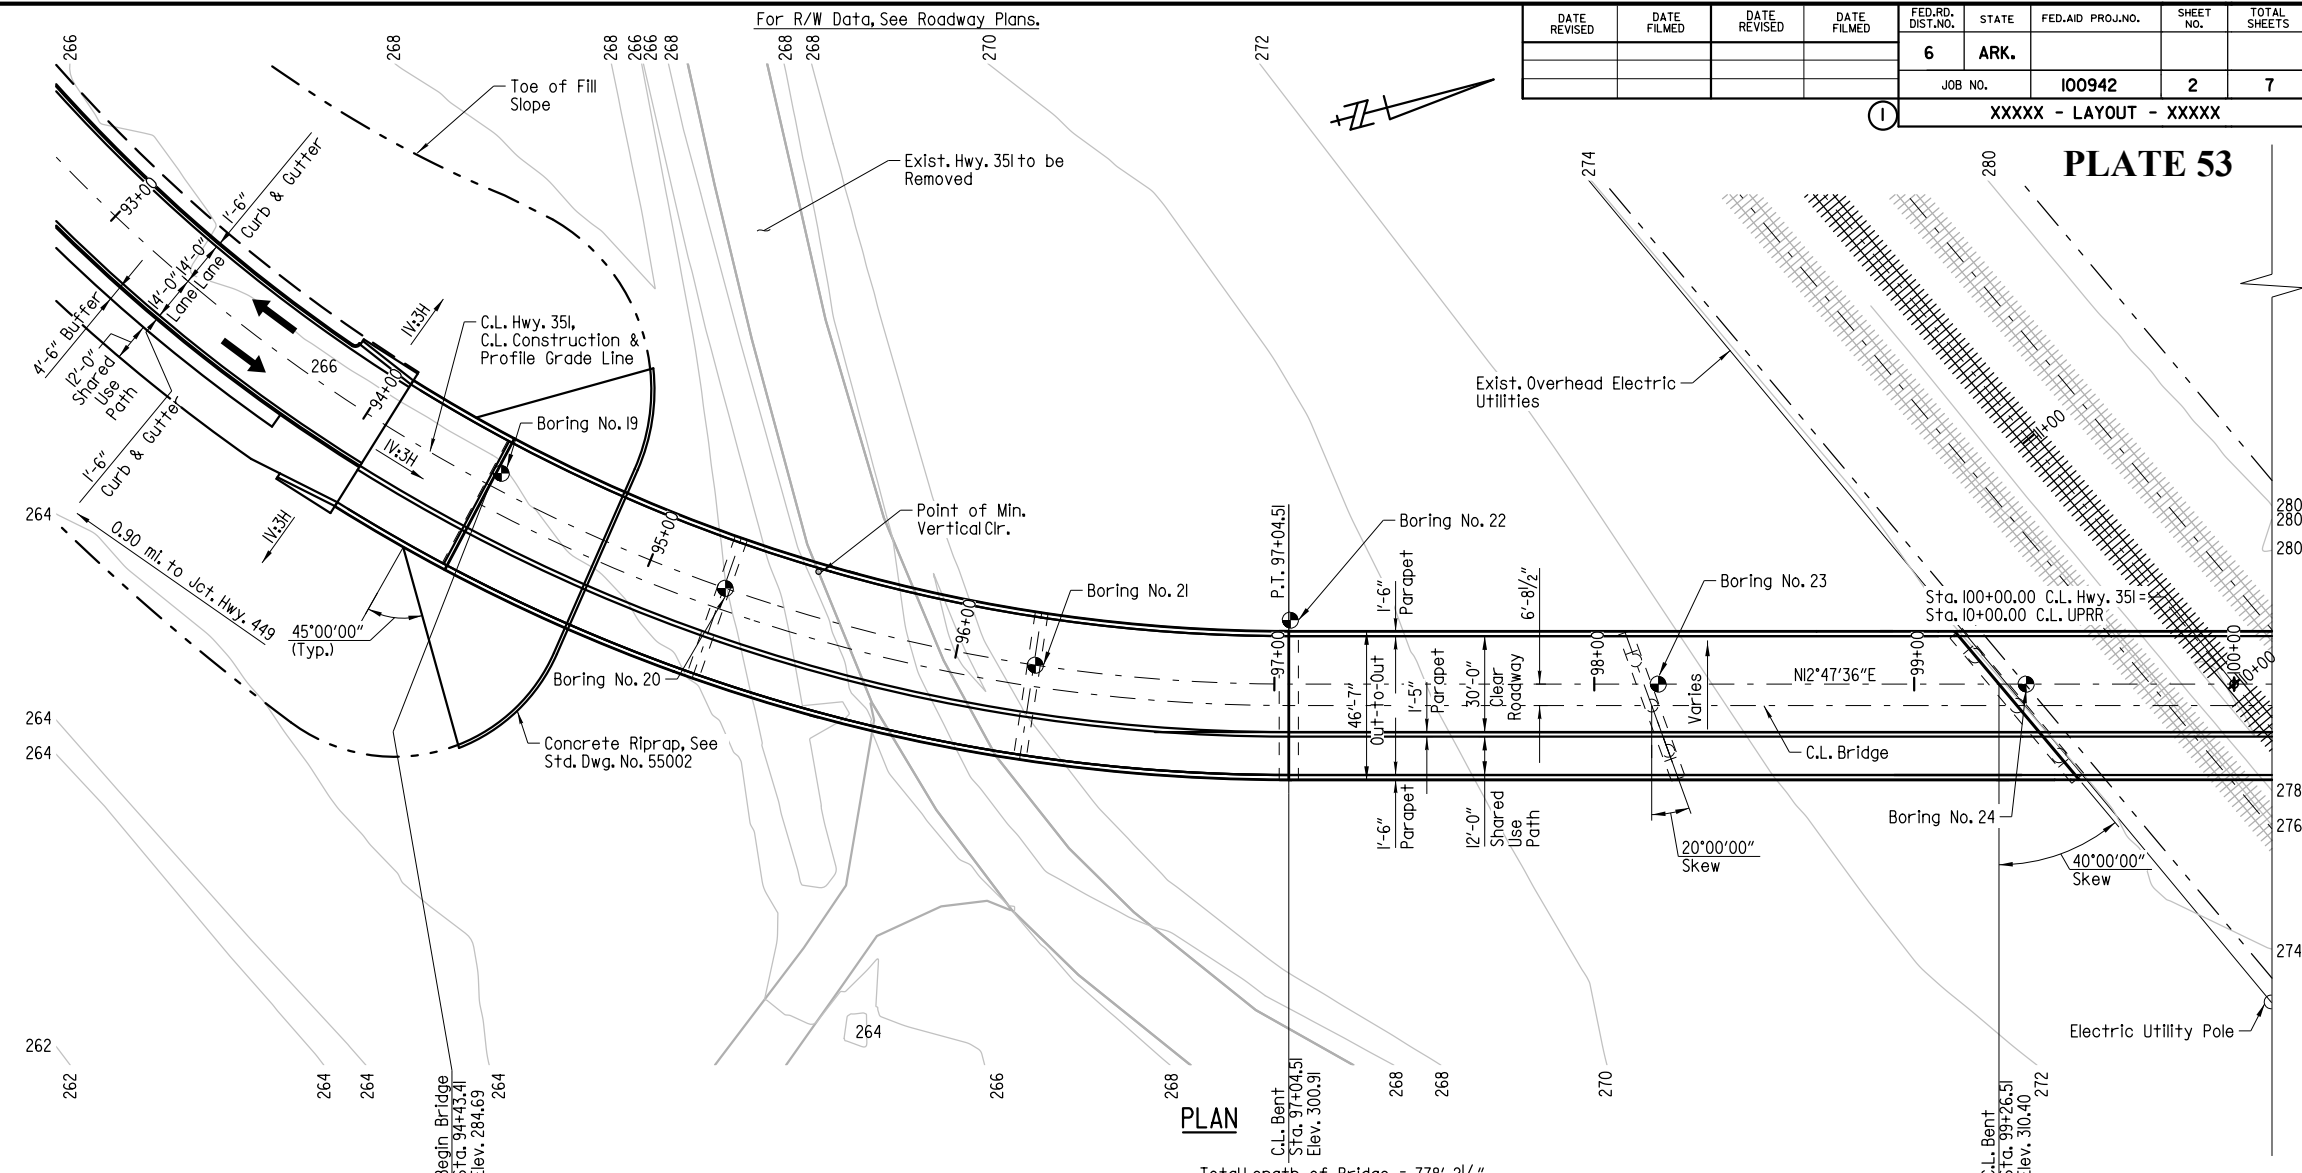 For R/W Data, See Roadway Plans.
DATE REVISED
DATE FILMED
DATE REVISED
DATE FILMED
FED.RD. DIST.NO.
STATE
FED.AID PROJ.NO.
SHEET NO.
TOTAL SHEETS
6
ARK.
JOB NO.
100942
2
7
1
XXXXX - LAYOUT - XXXXX
PLATE 53
266
268
268
266
266
268
268
268
270
272
274
280
Toe of Fill
Slope
Exist. Hwy. 351 to be
Removed
93+00
1'-6"
Curb & Gutter
14'-0"
Lane
14'-0"
Lane
4'-6" Buffer
12'-0"
Shared
Use
Path
1'-6"
Curb & Gutter
1V:3H
C.L. Hwy. 351,
C.L. Construction &
Profile Grade Line
266
94+00
1V:3H
Boring No. 19
Exist. Overhead Electric
Utilities
11+00
264
0.90 mi. to Jct. Hwy. 449
1V:3H
45°00'00"
(Typ.)
95+00
Point of Min.
Vertical Clr.
Boring No. 20
96+00
Boring No. 21
P.T. 97+04.51
Boring No. 22
97+00
1'-6"
Parapet
46'-7"
Out-to-Out
1'-5"
Parapet
30'-0"
Clear
Roadway
6'-8½"
98+00
Boring No. 23
Varies
N12°47'36"E
99+00
Sta. 100+00.00 C.L. Hwy. 351 =
Sta. 10+00.00 C.L. UPRR
100+00
10+00
280
280
280
C.L. Bridge
264
264
Concrete Riprap, See
Std. Dwg. No. 55002
1'-6"
Parapet
12'-0"
Shared
Use
Path
20°00'00"
Skew
Boring No. 24
40°00'00"
Skew
278
276
274
264
Electric Utility Pole
262
262
264
264
264
266
268
268
268
270
272
Begin Bridge
Sta. 94+43.41
Elev. 284.69
C.L. Bent
Sta. 97+04.51
Elev. 300.91
C.L. Bent
Sta. 99+26.51
Elev. 310.40
PLAN
Total Length of Bridge = 778'-2¼"